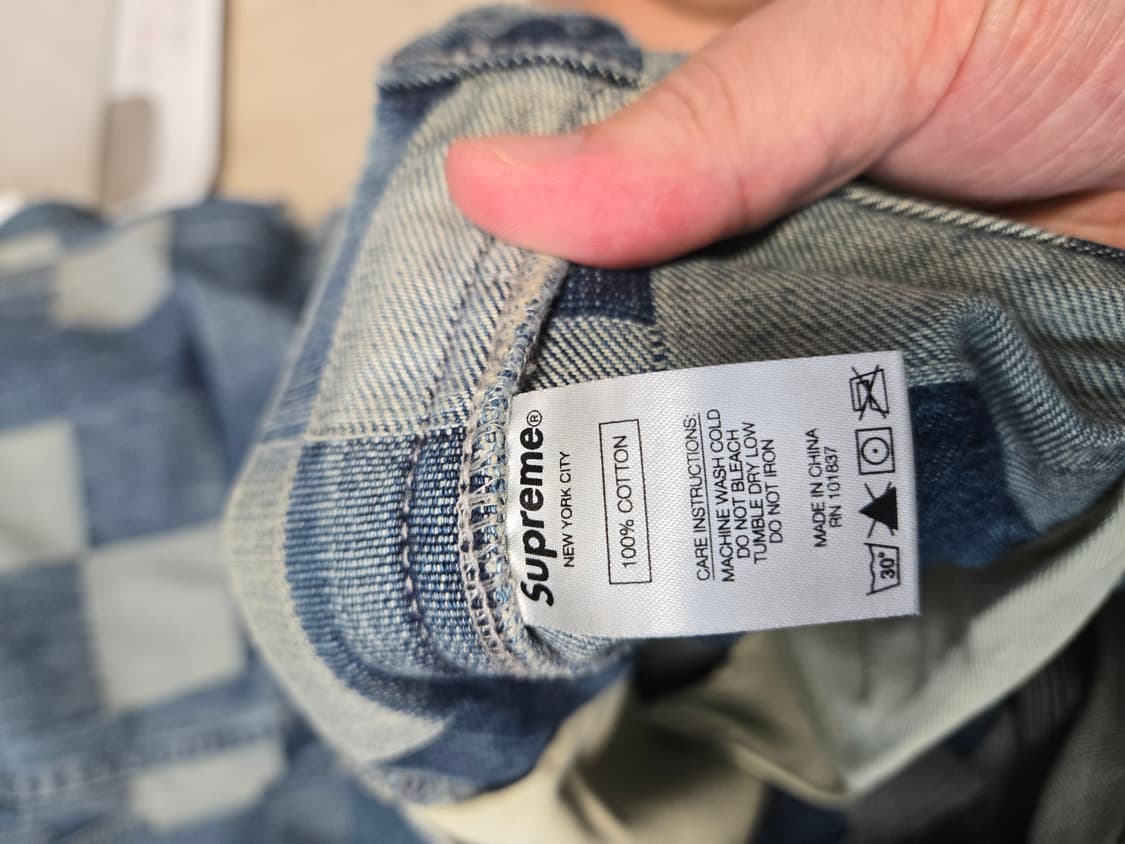 Supreme®
NEW YORK CITY
100% COTTON
CARE INSTRUCTIONS:
MACHINE WASH COLD
DO NOT BLEACH
TUMBLE DRY LOW
DO NOT IRON
MADE IN CHINA
RN 101837
30°